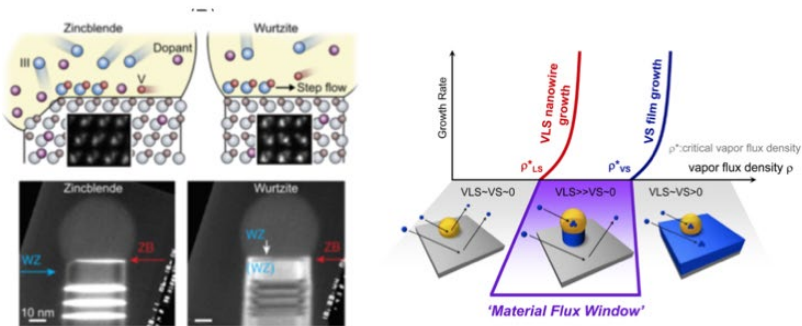 Zincblende
Wurtzite
III
Dopant
V
Step flow
Zincblende
Wurtzite
WZ
ZB
10 nm
WZ
(WZ)
ZB
Growth Rate
VLS nanowire
growth
VS film growth
ρ*LS
ρ*VS
ρ*:critical vapor flux density
vapor flux density ρ
VLS~VS~0
VLS>>VS~0
VLS~VS>0
'Material Flux Window'